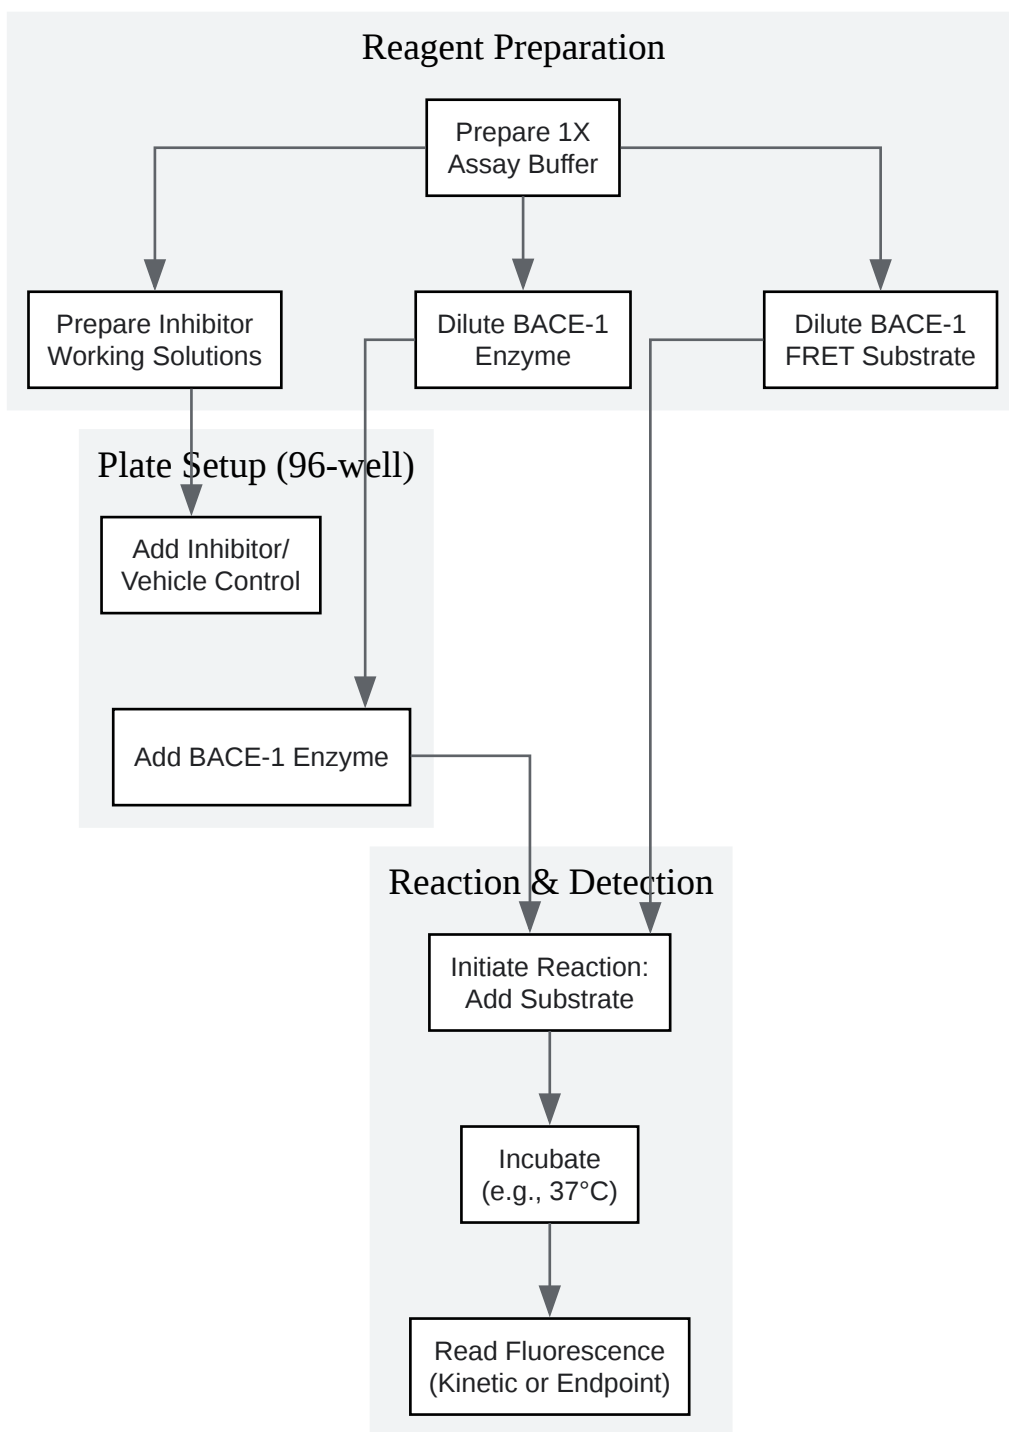 Reagent Preparation
Prepare 1X
Assay Buffer
Prepare Inhibitor
Working Solutions
Dilute BACE-1
Enzyme
Dilute BACE-1
FRET Substrate
Plate Setup (96-well)
Add Inhibitor/
Vehicle Control
Add BACE-1 Enzyme
Reaction & Detection
Initiate Reaction:
Add Substrate
Incubate
(e.g., 37°C)
Read Fluorescence
(Kinetic or Endpoint)